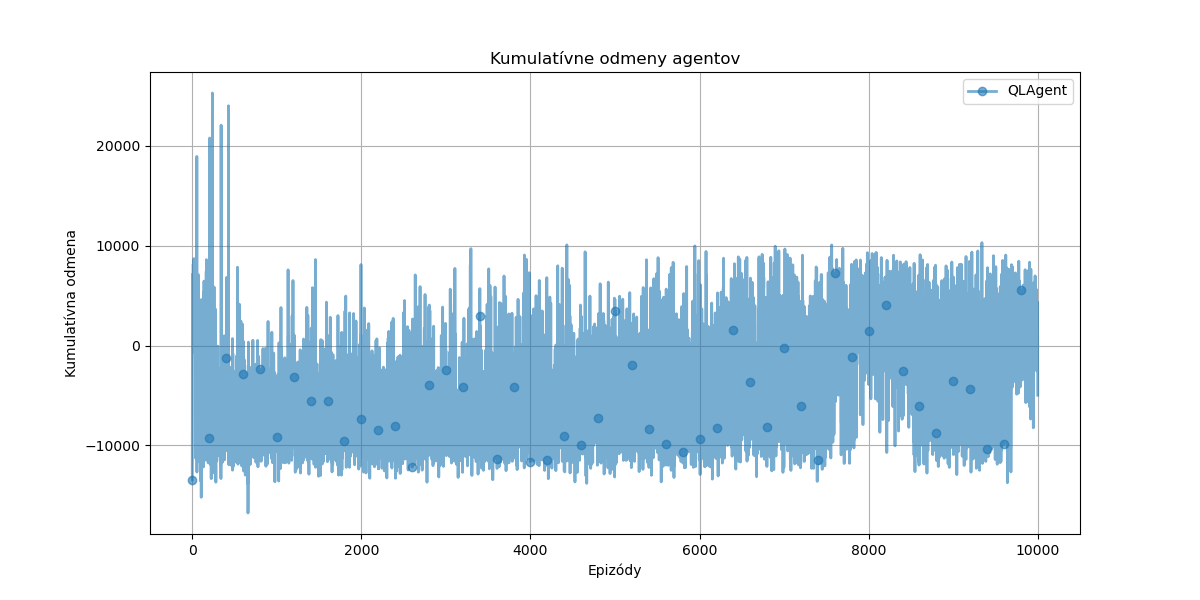 Kumulatívne odmeny agentov
QLAgent
20000
10000
0
−10000
Kumulatívna odmena
0 2000 4000 6000 8000 10000
Epizódy